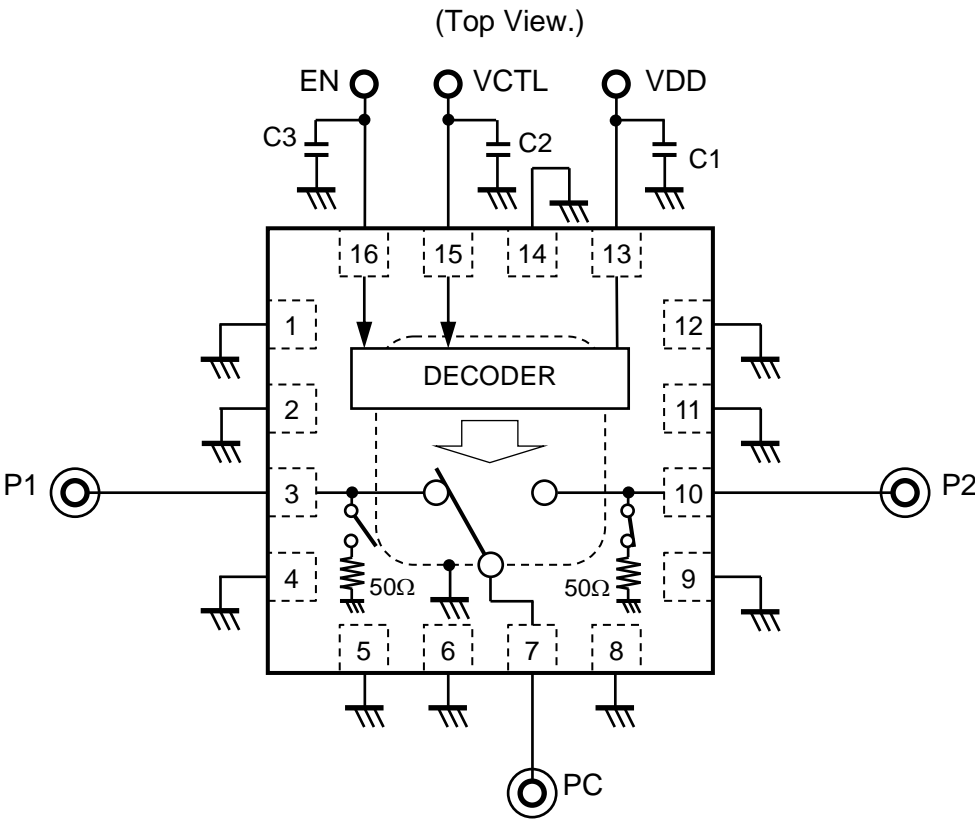 (Top View.)
EN VCTL VDD
C3 C2 C1
16 15 14 13
1 12
DECODER
2 11
P1 3 10 P2
4 50Ω 50Ω 9
5 6 7 8
PC